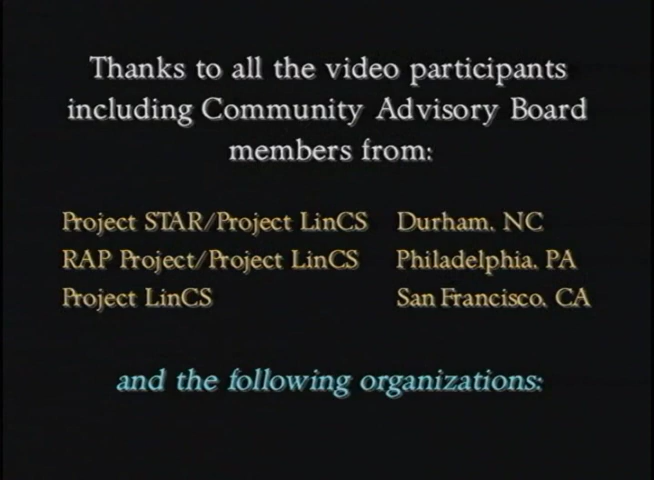 Thanks to all the video participants
including Community Advisory Board
members from:
Project STAR/Project LinCS Durham, NC
RAP Project/Project LinCS Philadelphia, PA
Project LinCS San Francisco, CA
and the following organizations: